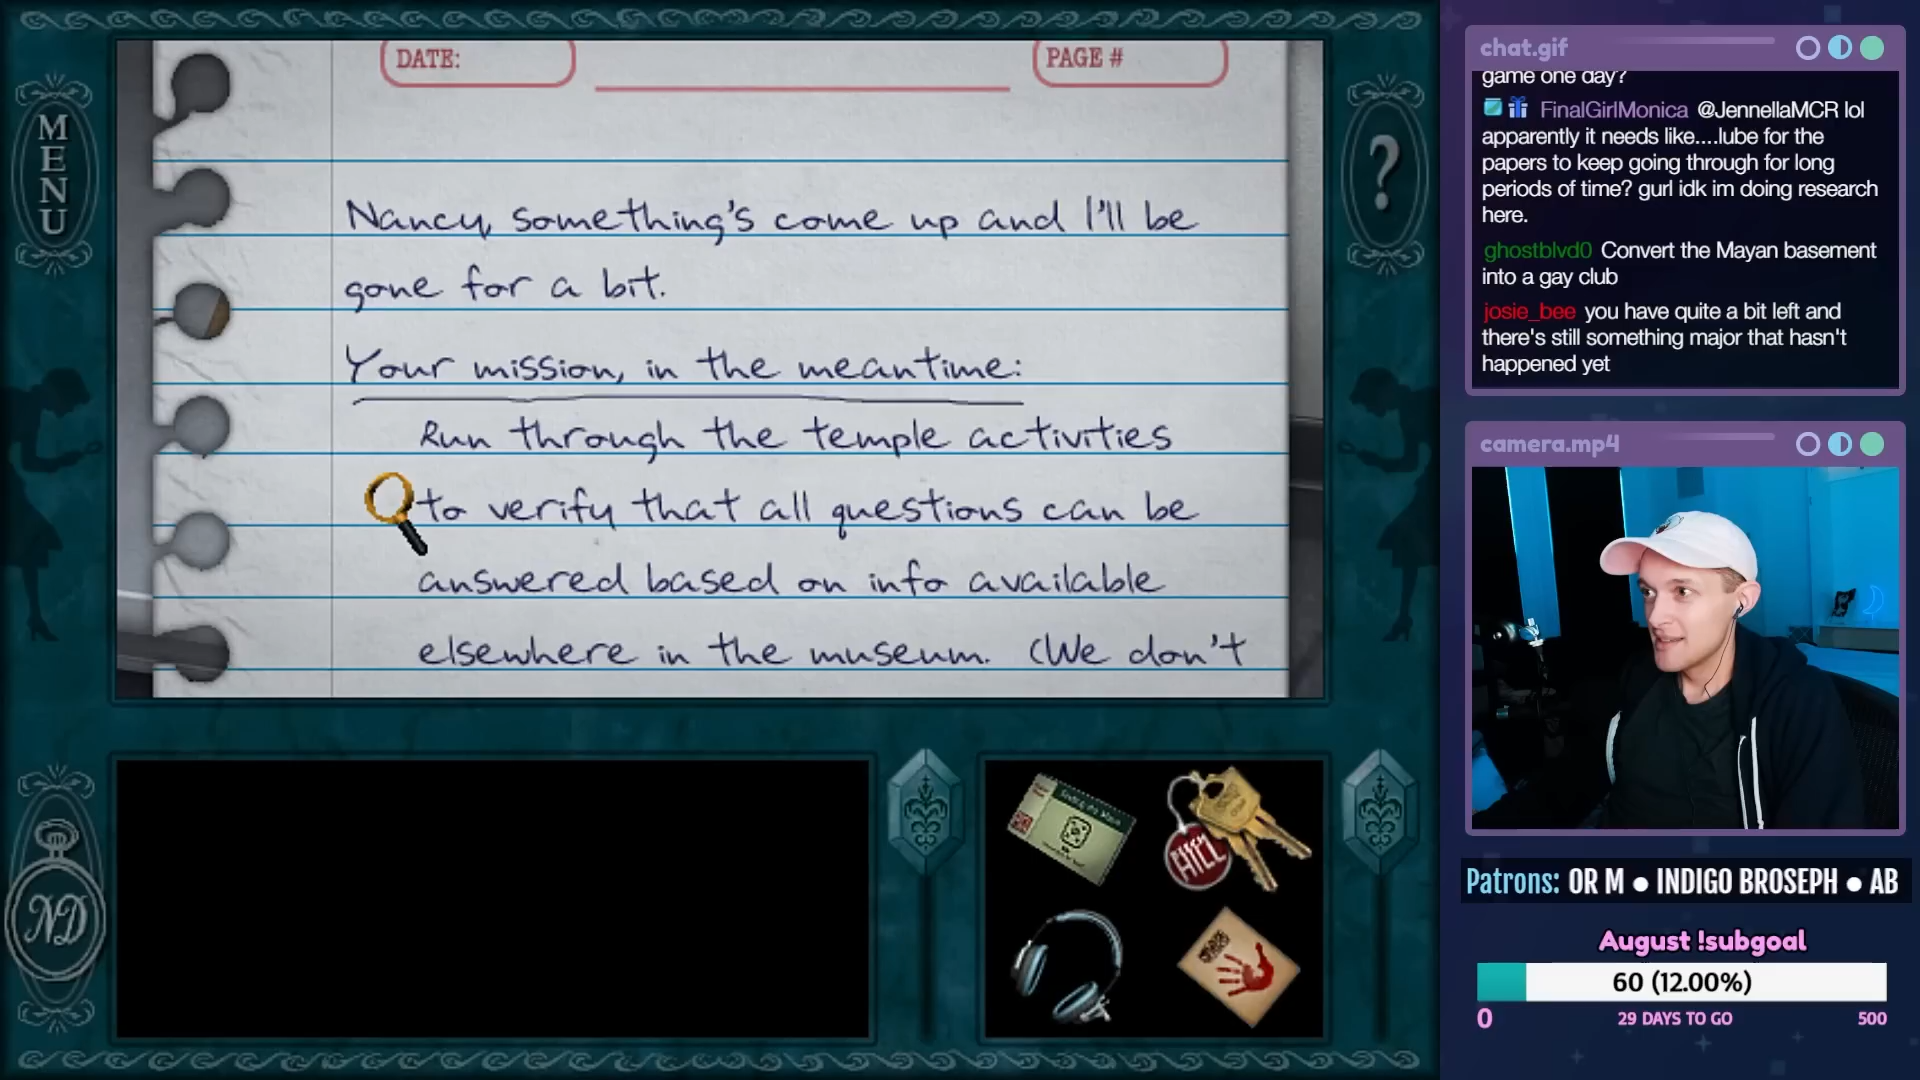 MENU
DATE:
PAGE #
Nancy, something's come up and I'll be
gone for a bit.
Your mission, in the meantime:
Run through the temple activities
to verify that all questions can be
answered based on info available
elsewhere in the museum. (We don't
?
ND
HILL
chat.gif
game one day?
FinalGirlMonica @JennellaMCR lol
apparently it needs like....lube for the
papers to keep going through for long
periods of time? gurl idk im doing research
here.
ghostblvd0 Convert the Mayan basement
into a gay club
josie_bee you have quite a bit left and
there's still something major that hasn't
happened yet
camera.mp4
Patrons: OR M ● INDIGO BROSEPH ● AB
August !subgoal
60 (12.00%)
0
29 DAYS TO GO
500